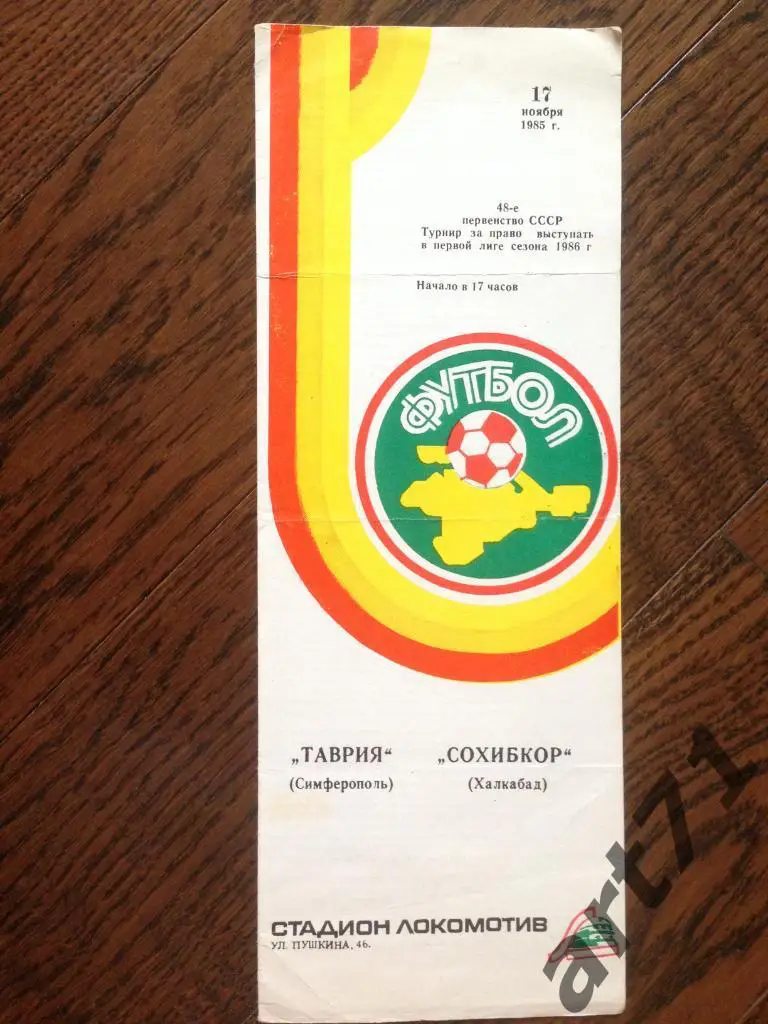 17
ноября
1985 г.
48-е
первенство СССР
Турнир за право выступать
в первой лиге сезона 1986 г
Начало в 17 часов
ФУТБОЛ
„ТАВРИЯ“ „СОХИБКОР“
(Симферополь) (Халкабад)
СТАДИОН ЛОКОМОТИВ
УЛ. ПУШКИНА, 46.
art71